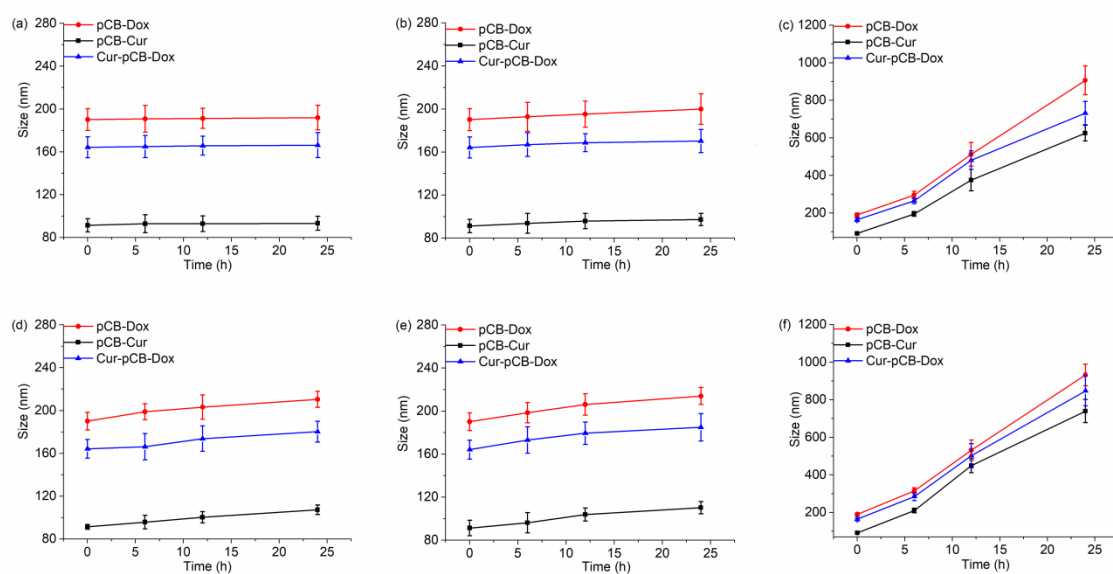 (a)
pCB-Dox
pCB-Cur
Cur-pCB-Dox
280
240
200
160
120
80
Size (nm)
0 5 10 15 20 25
Time (h)
(b)
pCB-Dox
pCB-Cur
Cur-pCB-Dox
280
240
200
160
120
80
Size (nm)
0 5 10 15 20 25
Time (h)
(c)
pCB-Dox
pCB-Cur
Cur-pCB-Dox
1200
1000
800
600
400
200
Size (nm)
0 5 10 15 20 25
Time (h)
(d)
pCB-Dox
pCB-Cur
Cur-pCB-Dox
280
240
200
160
120
80
Size (nm)
0 5 10 15 20 25
Time (h)
(e)
pCB-Dox
pCB-Cur
Cur-pCB-Dox
280
240
200
160
120
80
Size (nm)
0 5 10 15 20 25
Time (h)
(f)
pCB-Dox
pCB-Cur
Cur-pCB-Dox
1200
1000
800
600
400
200
Size (nm)
0 5 10 15 20 25
Time (h)